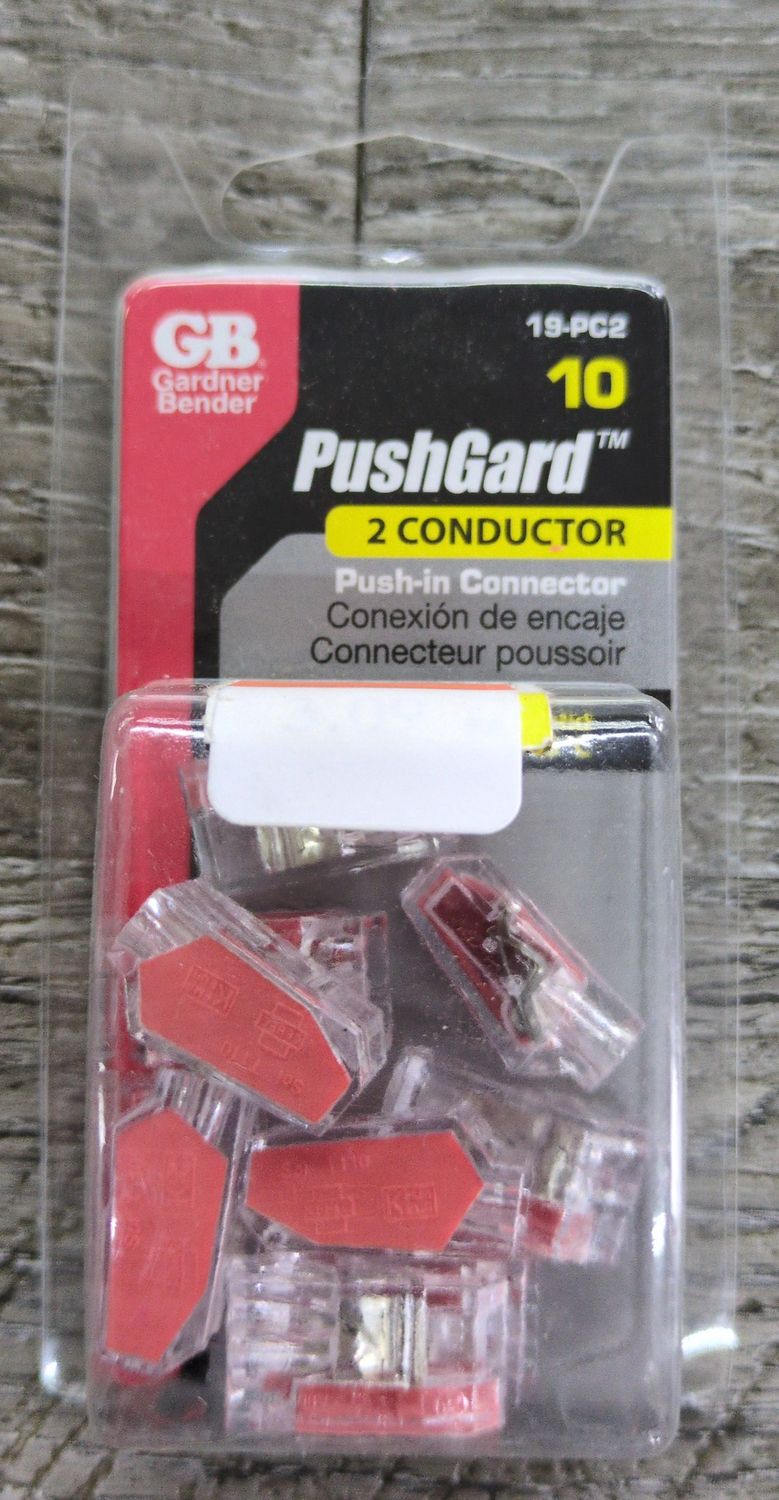 GB
Gardner
Bender
19-PC2
10
PushGard™
2 CONDUCTOR
Push-in Connector
Conexión de encaje
Connecteur poussoir